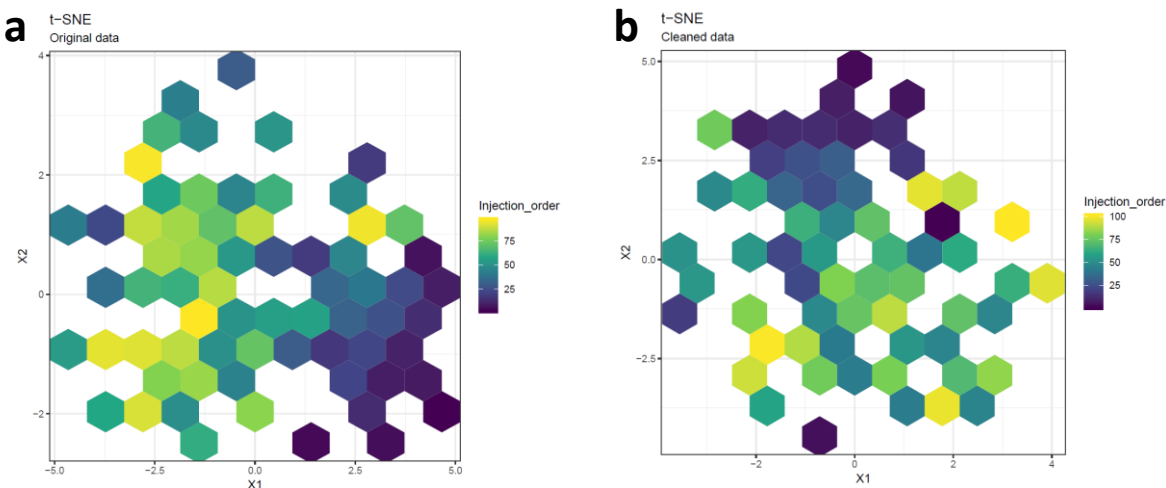 a
t−SNE
Original data
4
2
0
−2
X2
−5.0
−2.5
0.0
2.5
5.0
X1
Injection_order
75
50
25
b
t−SNE
Cleaned data
5.0
2.5
0.0
−2.5
X2
−2
0
2
4
X1
Injection_order
100
75
50
25